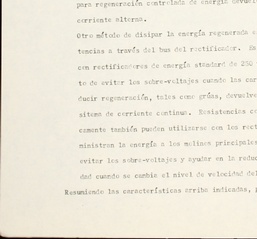 para regeneración controlada de energía devuel
corriente alterna.
Otro método de disipar la energía regenerada e
tencias a través del bus del rectificador. En
con rectificadores de energía standard de 230
to de evitar los sobre-voltajes cuando las car
ducir regeneración, tales como grúas, devuelve
sitema de corriente continua. Resistencias c
camente también pueden utilizarse con los rect
ministran la energía a los molinos principales
evitar los sobre-voltajes y ayudar en la reduc
dad cuando se cambia el nivel de velocidad del
Resumiendo las características arriba indicadas,